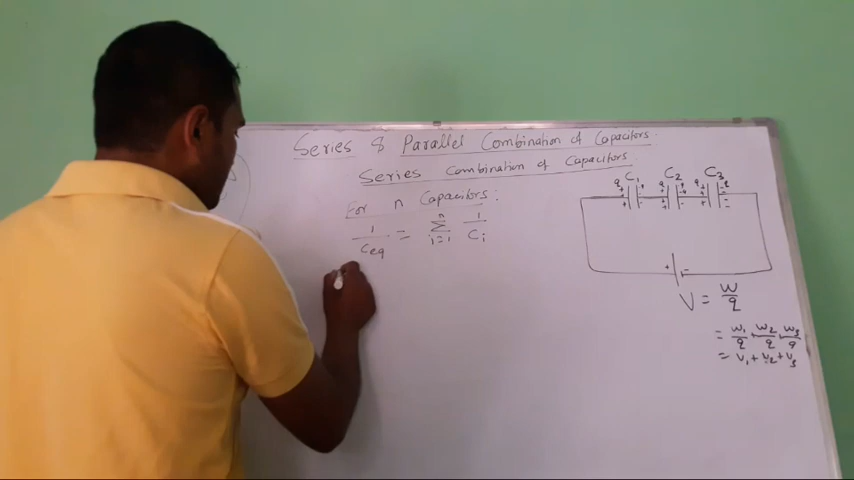 Series & Parallel Combination of Capacitors.
Series Combination of Capacitors.
For n Capacitors:
1/Ceq = Σ i=1 n 1/Ci
C1 C2 C3
q q q
+ -
V = W/q
= W1/q + W2/q + W3/q
= V1 + V2 + V3